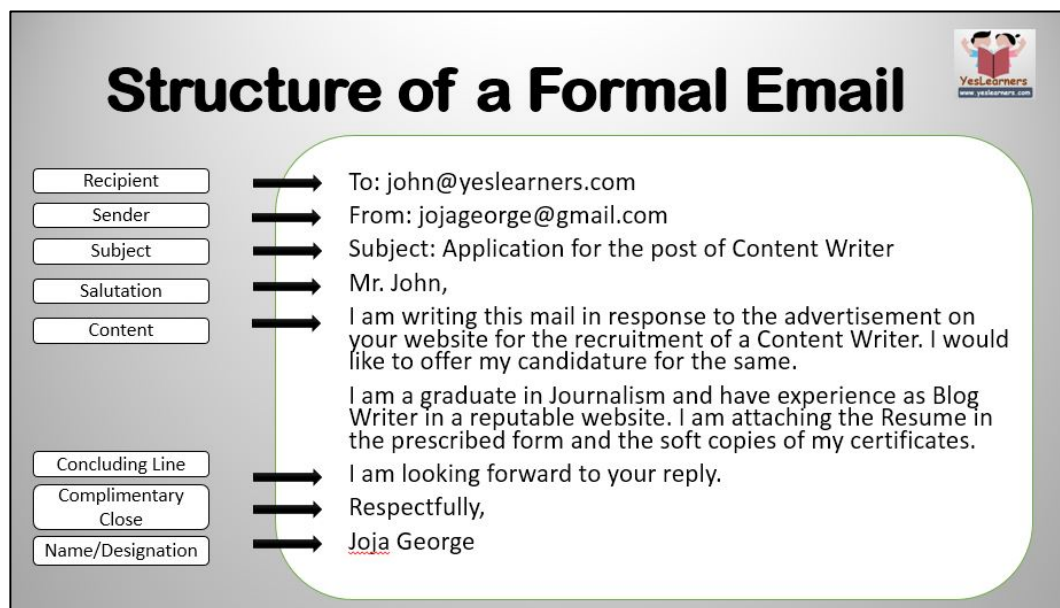 Structure of a Formal Email
YesLearners
www.yeslearners.com
Recipient
To: john@yeslearners.com
Sender
From: jojageorge@gmail.com
Subject
Subject: Application for the post of Content Writer
Salutation
Mr. John,
Content
I am writing this mail in response to the advertisement on
your website for the recruitment of a Content Writer. I would
like to offer my candidature for the same.
I am a graduate in Journalism and have experience as Blog
Writer in a reputable website. I am attaching the Resume in
the prescribed form and the soft copies of my certificates.
Concluding Line
I am looking forward to your reply.
Complimentary
Close
Respectfully,
Name/Designation
Joja George